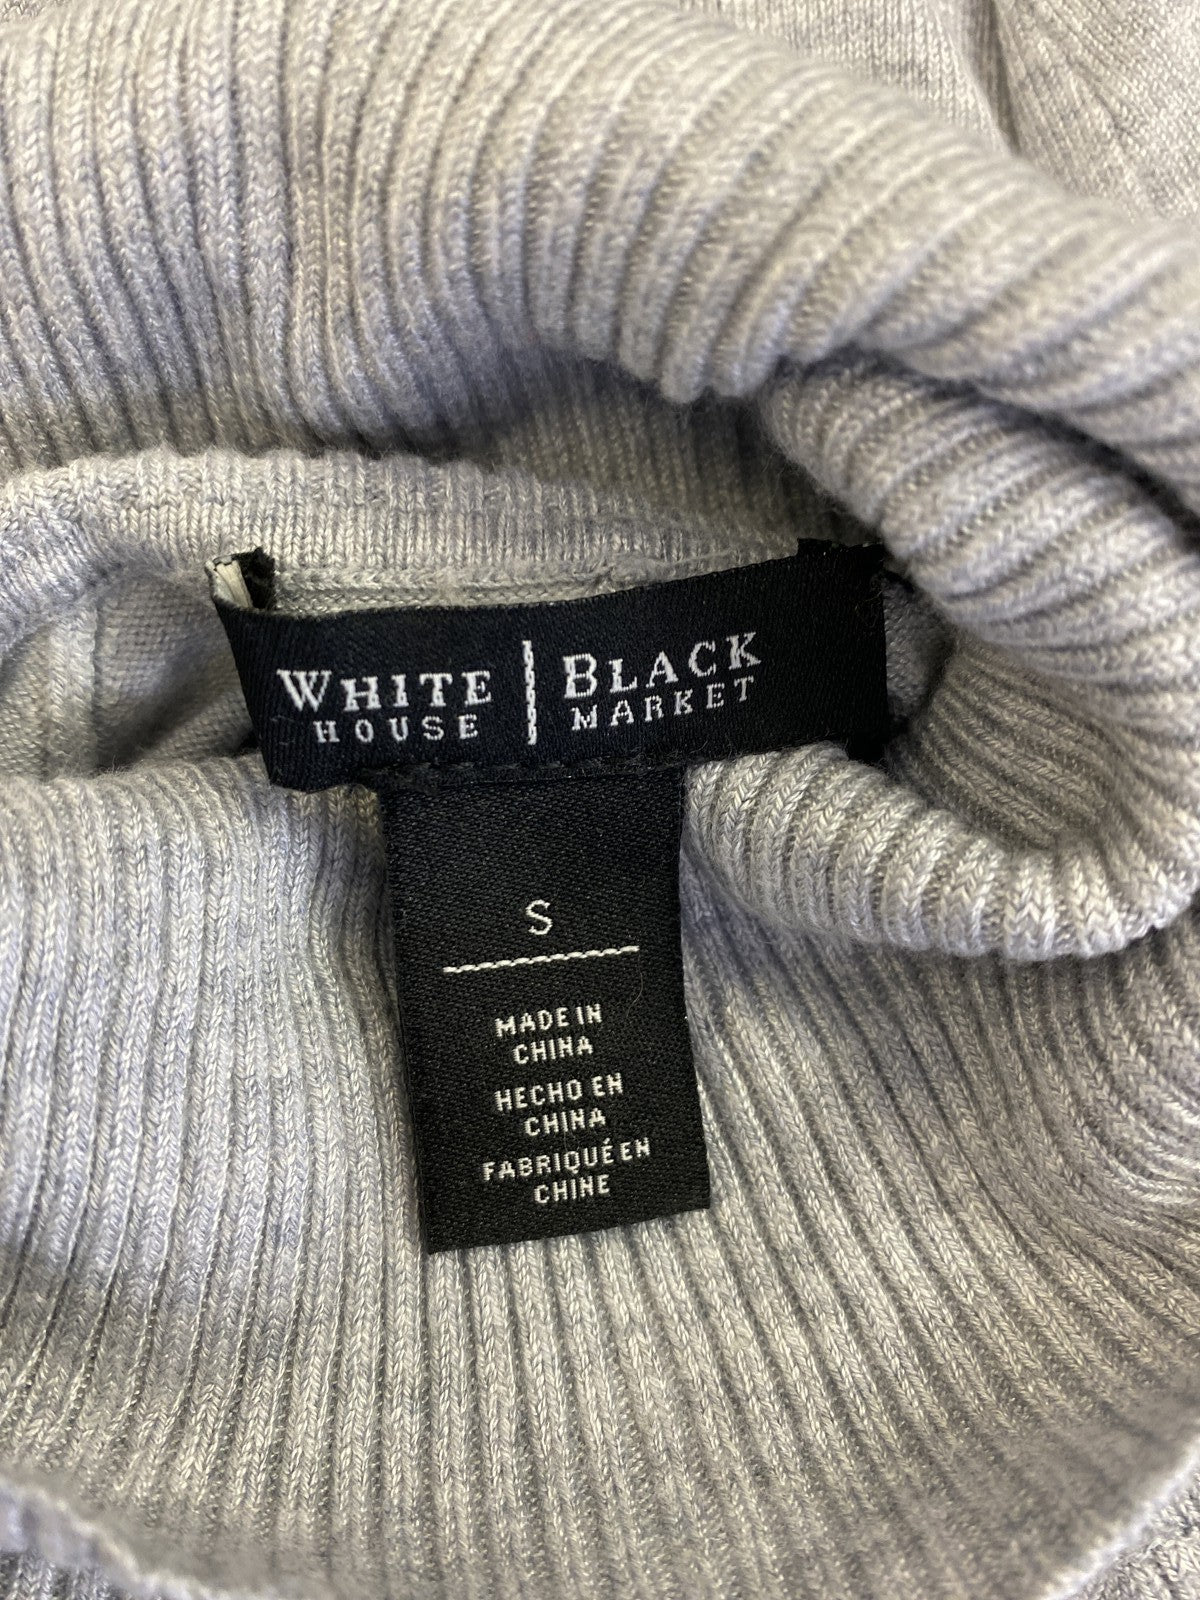 WHITE | BLACK
HOUSE | MARKET
S
MADE IN
CHINA
HECHO EN
CHINA
FABRIQUÉ EN
CHINE